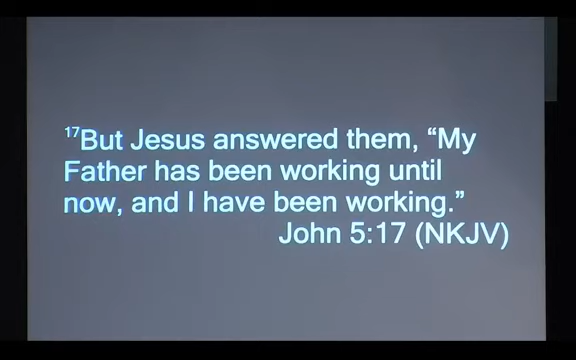 17But Jesus answered them, “My
Father has been working until
now, and I have been working.”
John 5:17 (NKJV)